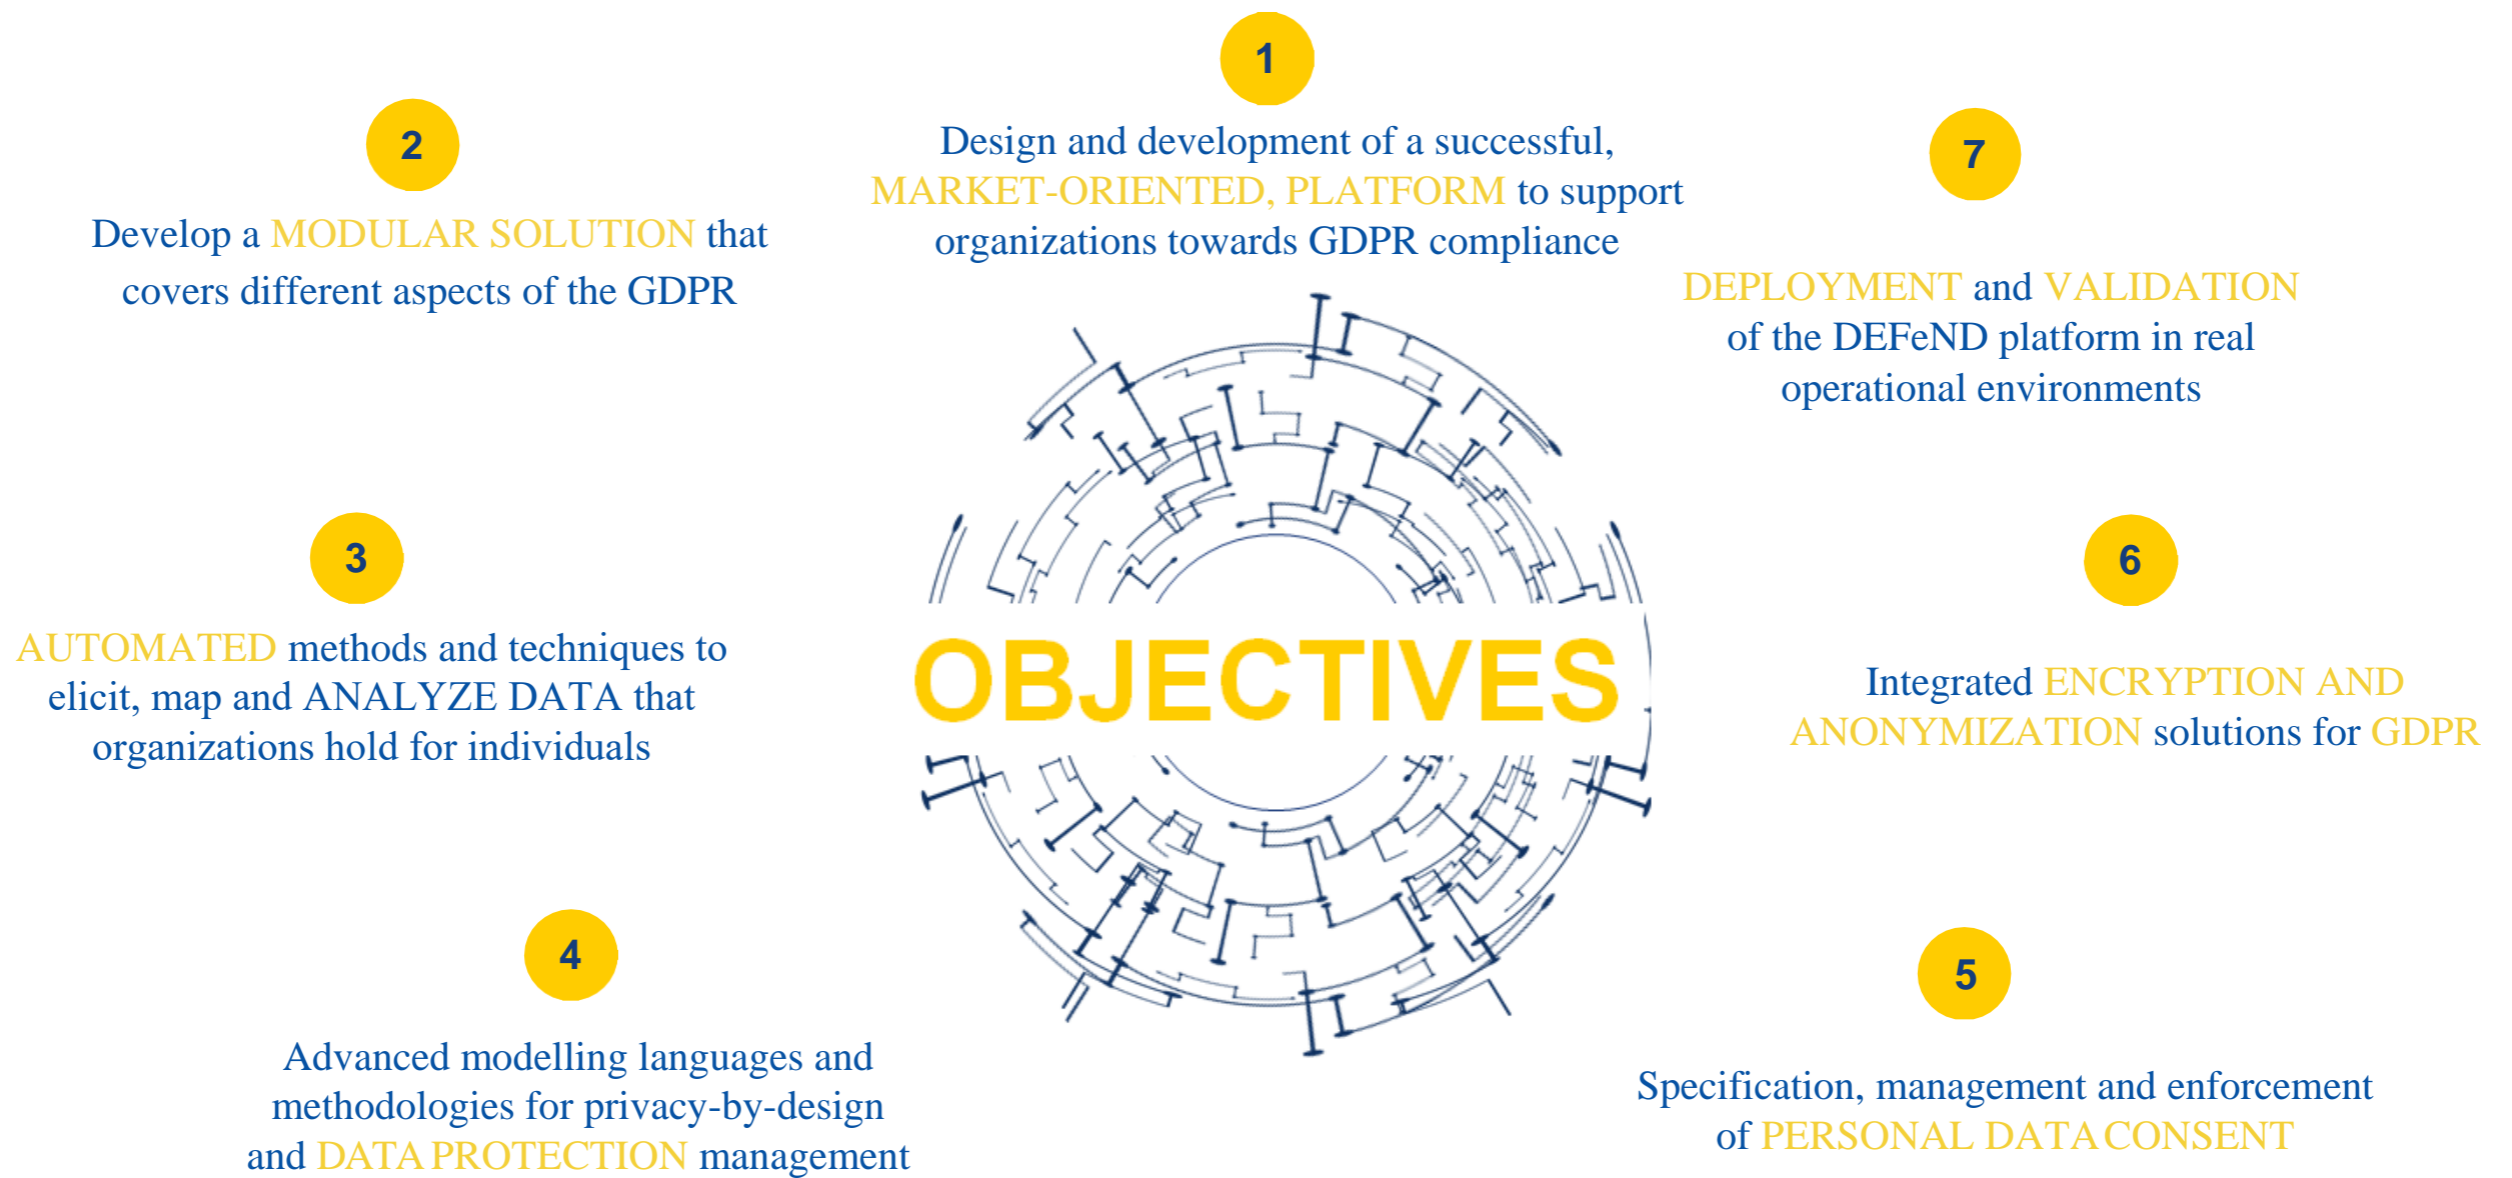 1
Design and development of a successful,
MARKET-ORIENTED, PLATFORM to support
organizations towards GDPR compliance
2
Develop a MODULAR SOLUTION that
covers different aspects of the GDPR
3
AUTOMATED methods and techniques to
elicit, map and ANALYZE DATA that
organizations hold for individuals
4
Advanced modelling languages and
methodologies for privacy-by-design
and DATA PROTECTION management
5
Specification, management and enforcement
of PERSONAL DATA CONSENT
6
Integrated ENCRYPTION AND
ANONYMIZATION solutions for GDPR
7
DEPLOYMENT and VALIDATION
of the DEFeND platform in real
operational environments
OBJECTIVES